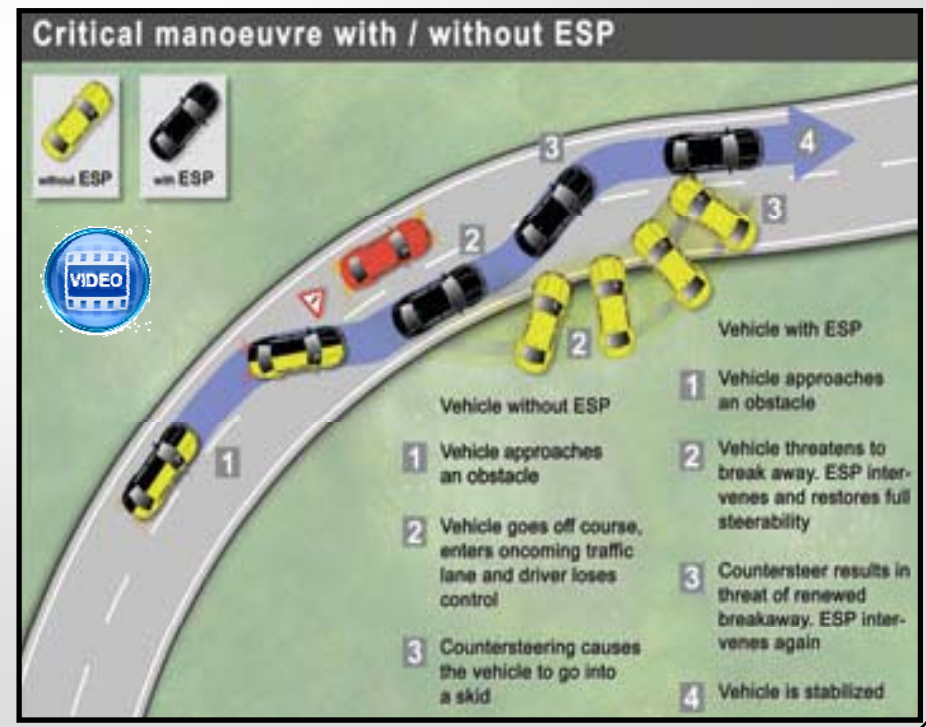 Critical manoeuvre with / without ESP
without ESP
with ESP
VIDEO
3
4
2
3
1
2
Vehicle without ESP
1 Vehicle approaches
an obstacle
2 Vehicle goes off course,
enters oncoming traffic
lane and driver loses
control
3 Countersteering causes
the vehicle to go into
a skid
Vehicle with ESP
1 Vehicle approaches
an obstacle
2 Vehicle threatens to
break away. ESP inter-
venes and restores full
steerability
3 Countersteer results in
threat of renewed
breakaway. ESP inter-
venes again
4 Vehicle is stabilized